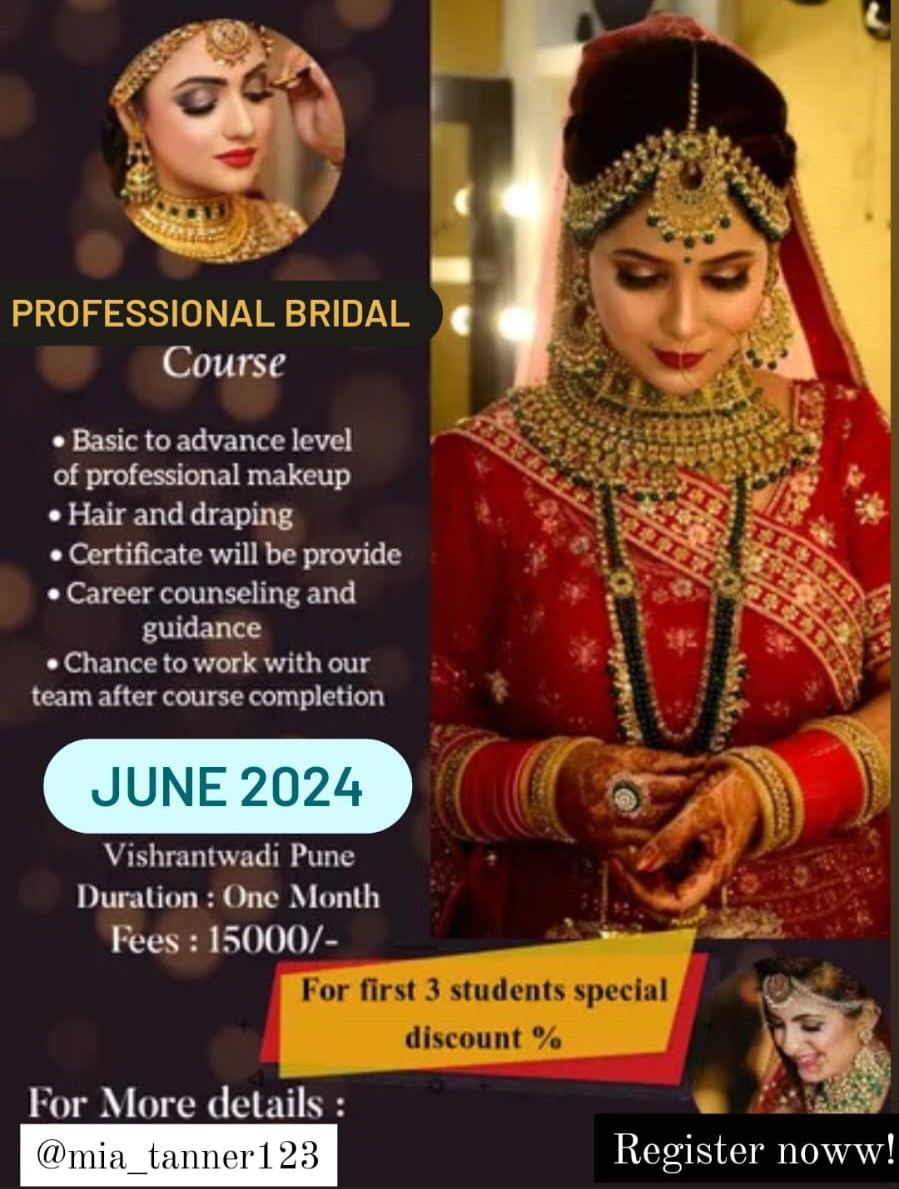 PROFESSIONAL BRIDAL
Course
• Basic to advance level
of professional makeup
• Hair and draping
• Certificate will be provide
• Career counseling and
guidance
• Chance to work with our
team after course completion
JUNE 2024
Vishrantwadi Pune
Duration : One Month
Fees : 15000/-
For first 3 students special
discount %
For More details :
@mia_tanner123
Register noww!